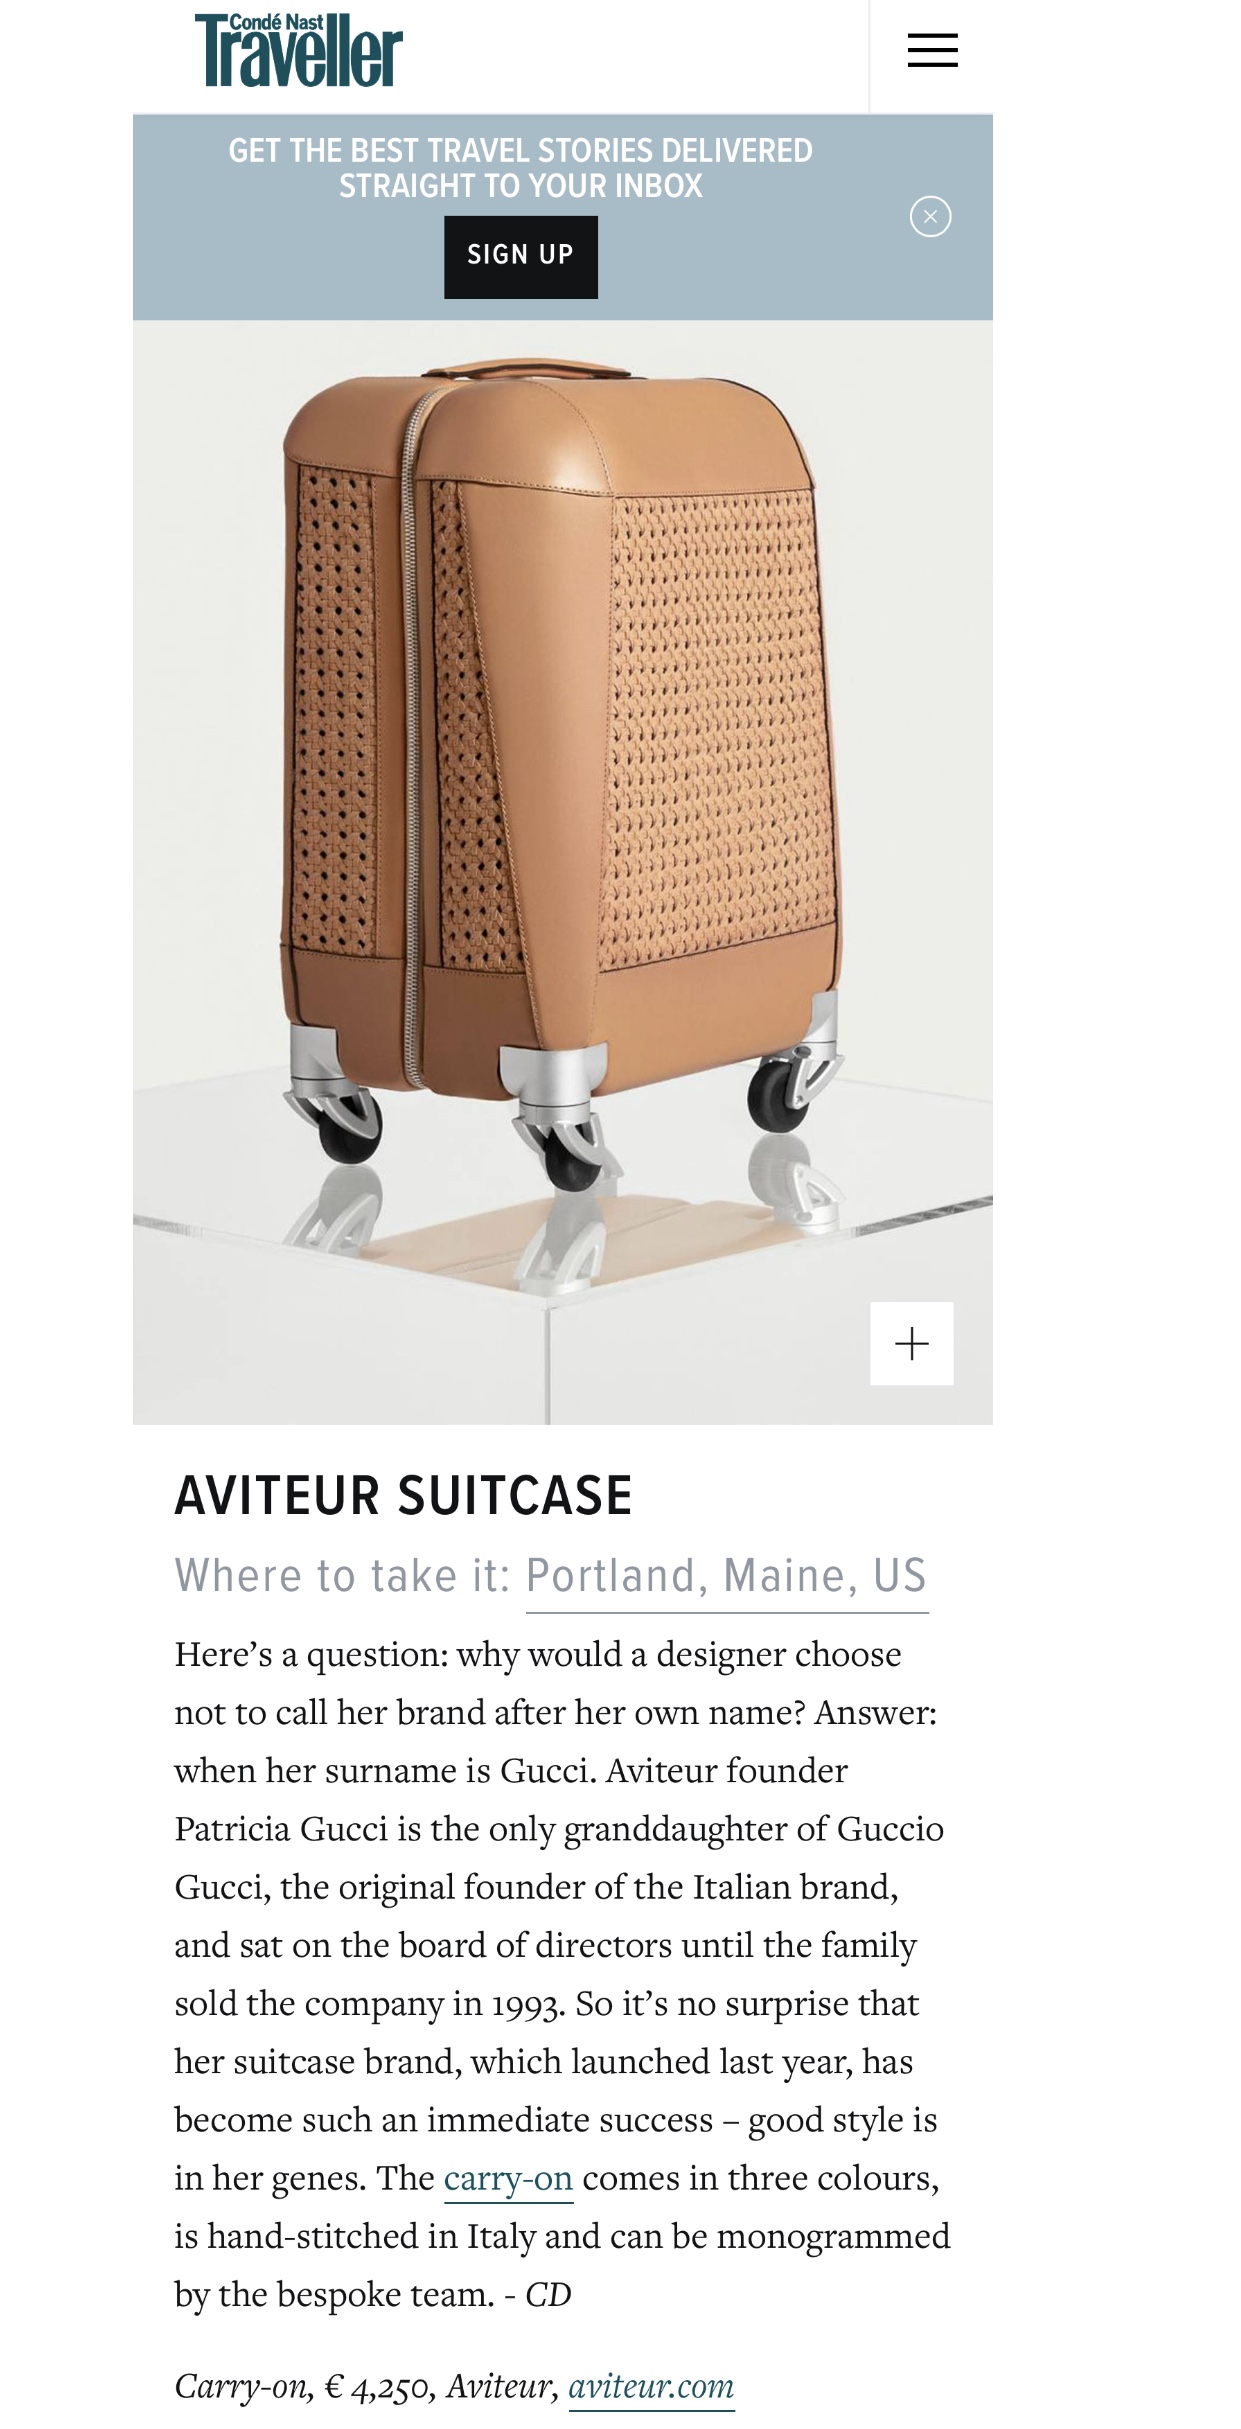 Condé Nast
Traveller
GET THE BEST TRAVEL STORIES DELIVERED
STRAIGHT TO YOUR INBOX
SIGN UP
AVITEUR SUITCASE
Where to take it: Portland, Maine, US
Here’s a question: why would a designer choose
not to call her brand after her own name? Answer:
when her surname is Gucci. Aviteur founder
Patricia Gucci is the only granddaughter of Guccio
Gucci, the original founder of the Italian brand,
and sat on the board of directors until the family
sold the company in 1993. So it’s no surprise that
her suitcase brand, which launched last year, has
become such an immediate success – good style is
in her genes. The carry-on comes in three colours,
is hand-stitched in Italy and can be monogrammed
by the bespoke team. - CD
Carry-on, € 4,250, Aviteur, aviteur.com